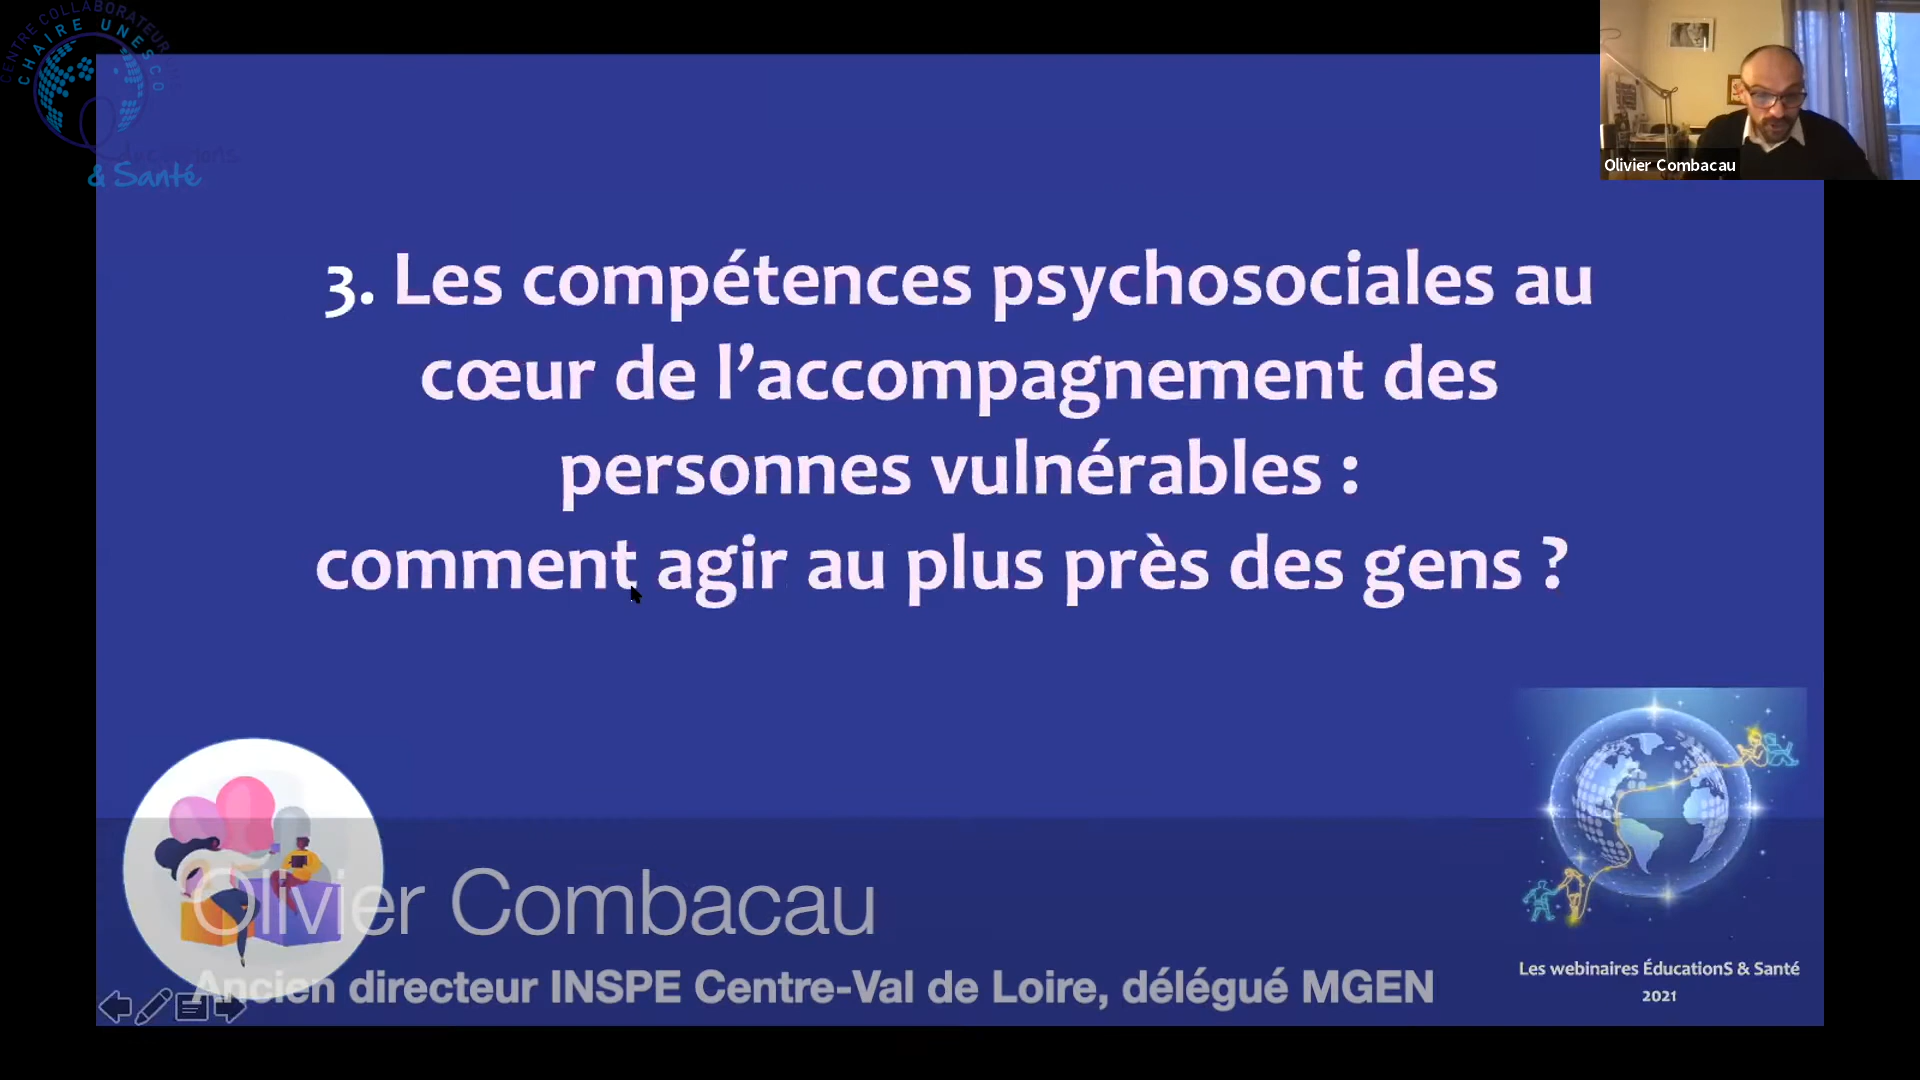 CENTRE COLLABORATEUR
CHAIRE UNESCO
& Santé
Olivier Combacau
3. Les compétences psychosociales au
cœur de l’accompagnement des
personnes vulnérables :
comment agir au plus près des gens ?
Olivier Combacau
Ancien directeur INSPE Centre-Val de Loire, délégué MGEN
Les webinaires ÉducationS & Santé
2021